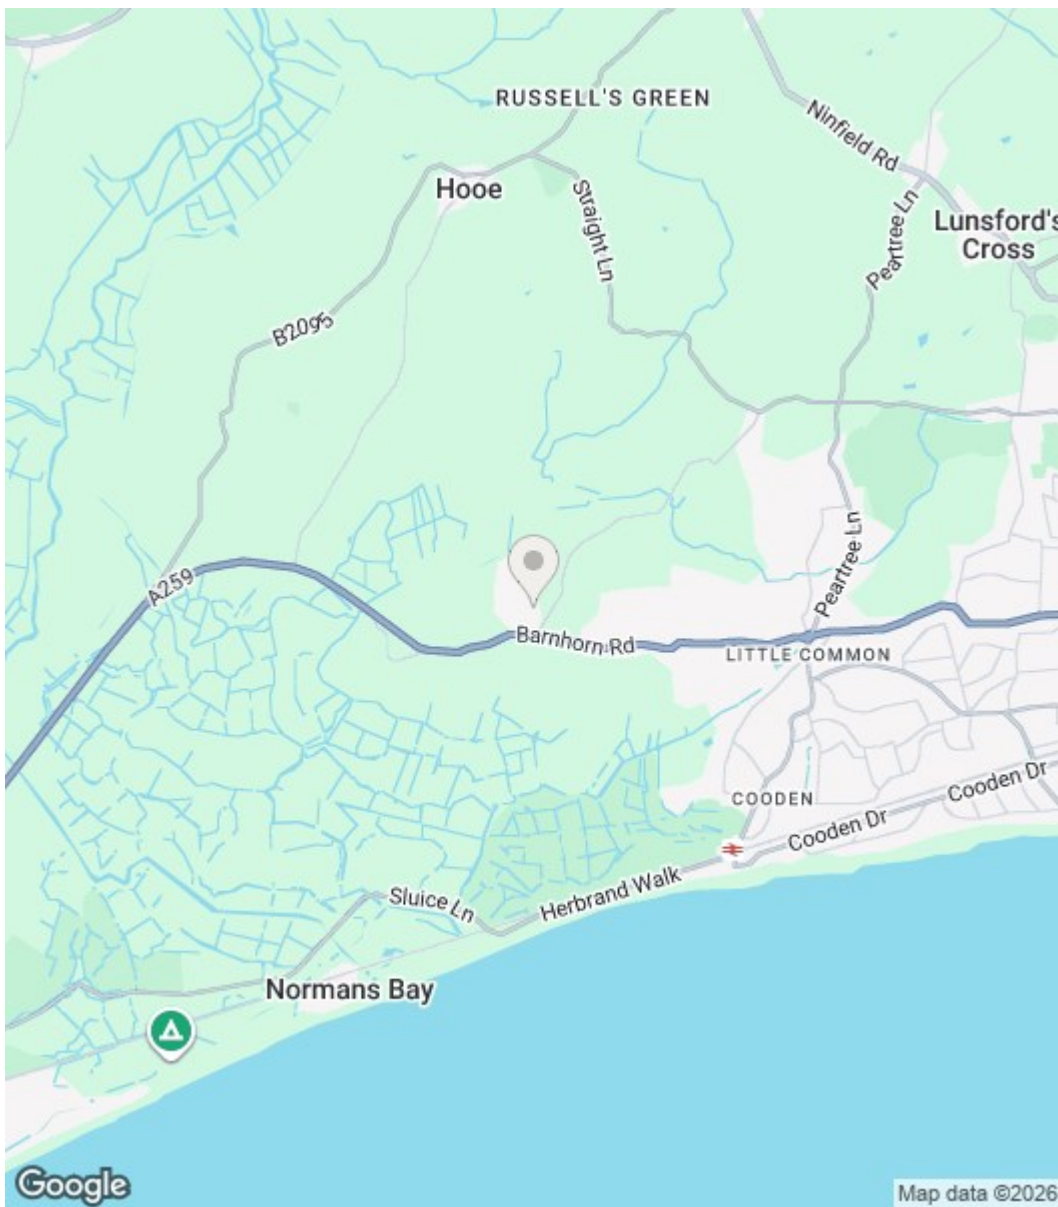 RUSSELL'S GREEN
Ninfield Rd
Hooe
Straight Ln
Peartree Ln
Lunsford's
Cross
B2095
A259
Peartree Ln
Barnhorn Rd
LITTLE COMMON
COODEN
Cooden Dr
Cooden Dr
Sluice Ln
Herbrand Walk
Normans Bay
Google
Map data ©2026